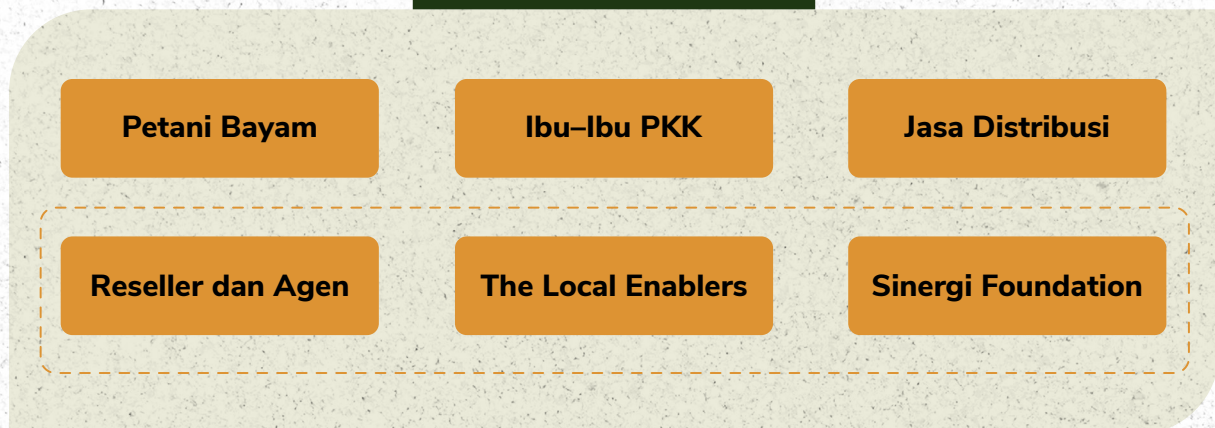 Petani Bayam
Ibu–Ibu PKK
Jasa Distribusi
Reseller dan Agen
The Local Enablers
Sinergi Foundation